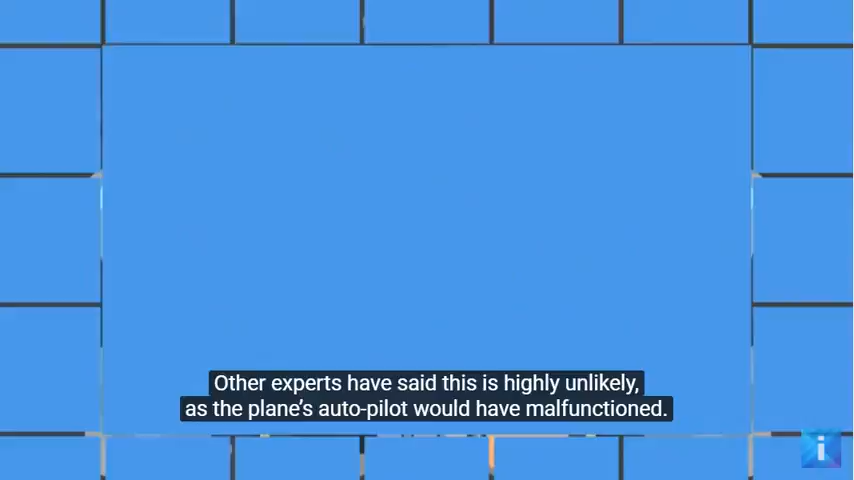 Other experts have said this is highly unlikely,
as the plane's auto-pilot would have malfunctioned.
i